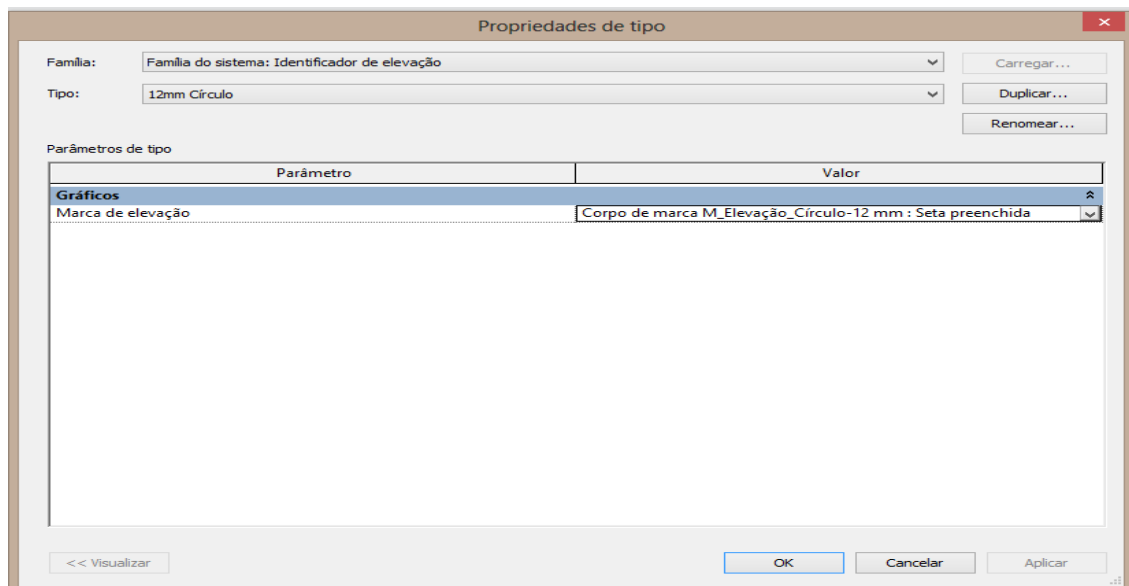 Propriedades de tipo
Família: Família do sistema: Identificador de elevação Carregar...
Tipo: 12mm Círculo Duplicar...
Renomear...
Parâmetros de tipo
Parâmetro Valor
Gráficos
Marca de elevação Corpo de marca M_Elevação_Círculo-12 mm : Seta preenchida
<< Visualizar OK Cancelar Aplicar